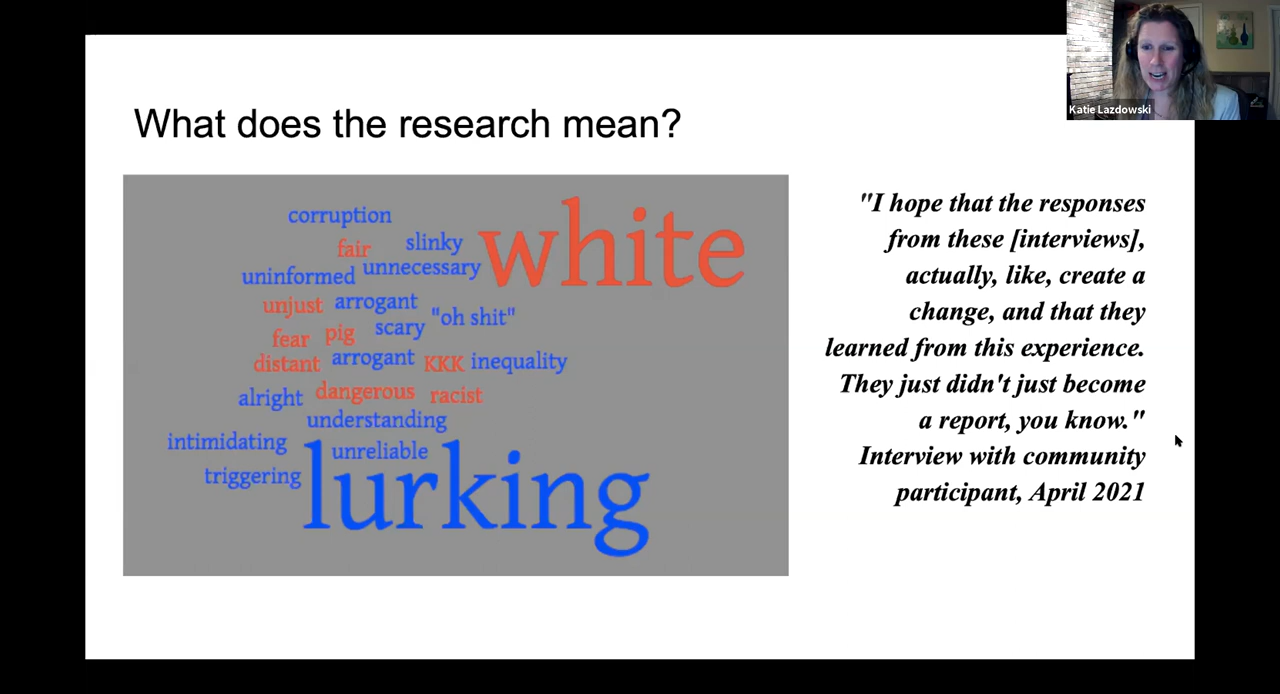 Katie Lazdowski
What does the research mean?
corruption
white
fair
slinky
uninformed
unnecessary
unjust
arrogant
"oh shit"
fear
pig
scary
distant
arrogant
KKK
inequality
alright
dangerous
racist
understanding
intimidating
unreliable
triggering
lurking
"I hope that the responses
from these [interviews],
actually, like, create a
change, and that they
learned from this experience.
They just didn't just become
a report, you know."
Interview with community
participant, April 2021